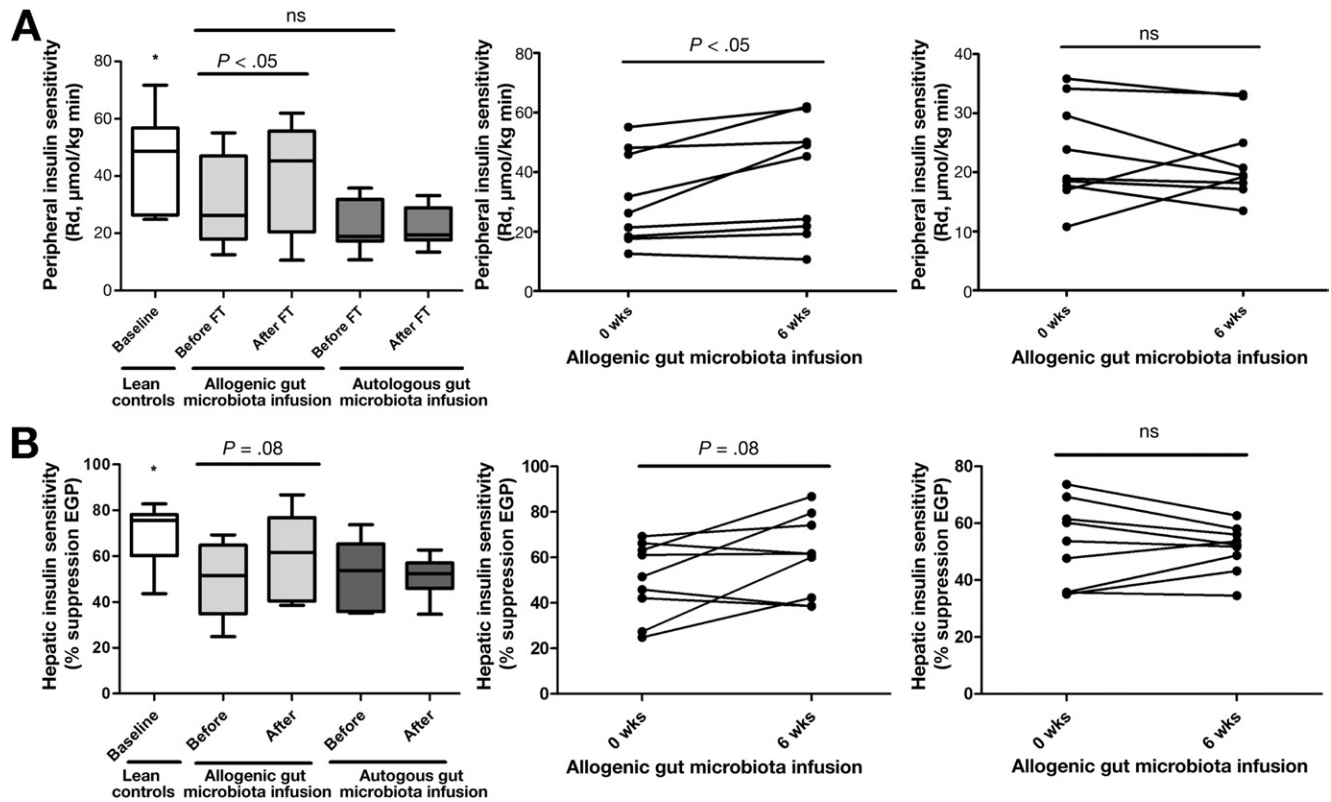 A
ns
P < .05
*
Peripheral insulin sensitivity
(Rd, µmol/kg min)
80
60
40
20
0
Baseline
Before FT
After FT
Before FT
After FT
Lean
controls
Allogenic gut
microbiota infusion
Autologous gut
microbiota infusion
P < .05
Peripheral insulin sensitivity
(Rd, µmol/kg min)
80
60
40
20
0
0 wks
6 wks
Allogenic gut microbiota infusion
ns
Peripheral insulin sensitivity
(Rd, µmol/kg min)
40
30
20
10
0
0 wks
6 wks
Allogenic gut microbiota infusion
B
P = .08
*
Hepatic insulin sensitivity
(% suppression EGP)
100
80
60
40
20
0
Baseline
Before
After
Before
After
Lean
controls
Allogenic gut
microbiota infusion
Autogous gut
microbiota infusion
P = .08
Hepatic insulin sensitivity
(% suppression EGP)
100
80
60
40
20
0
0 wks
6 wks
Allogenic gut microbiota infusion
ns
Hepatic insulin sensitivity
(% suppression EGP)
80
60
40
20
0
0 wks
6 wks
Allogenic gut microbiota infusion